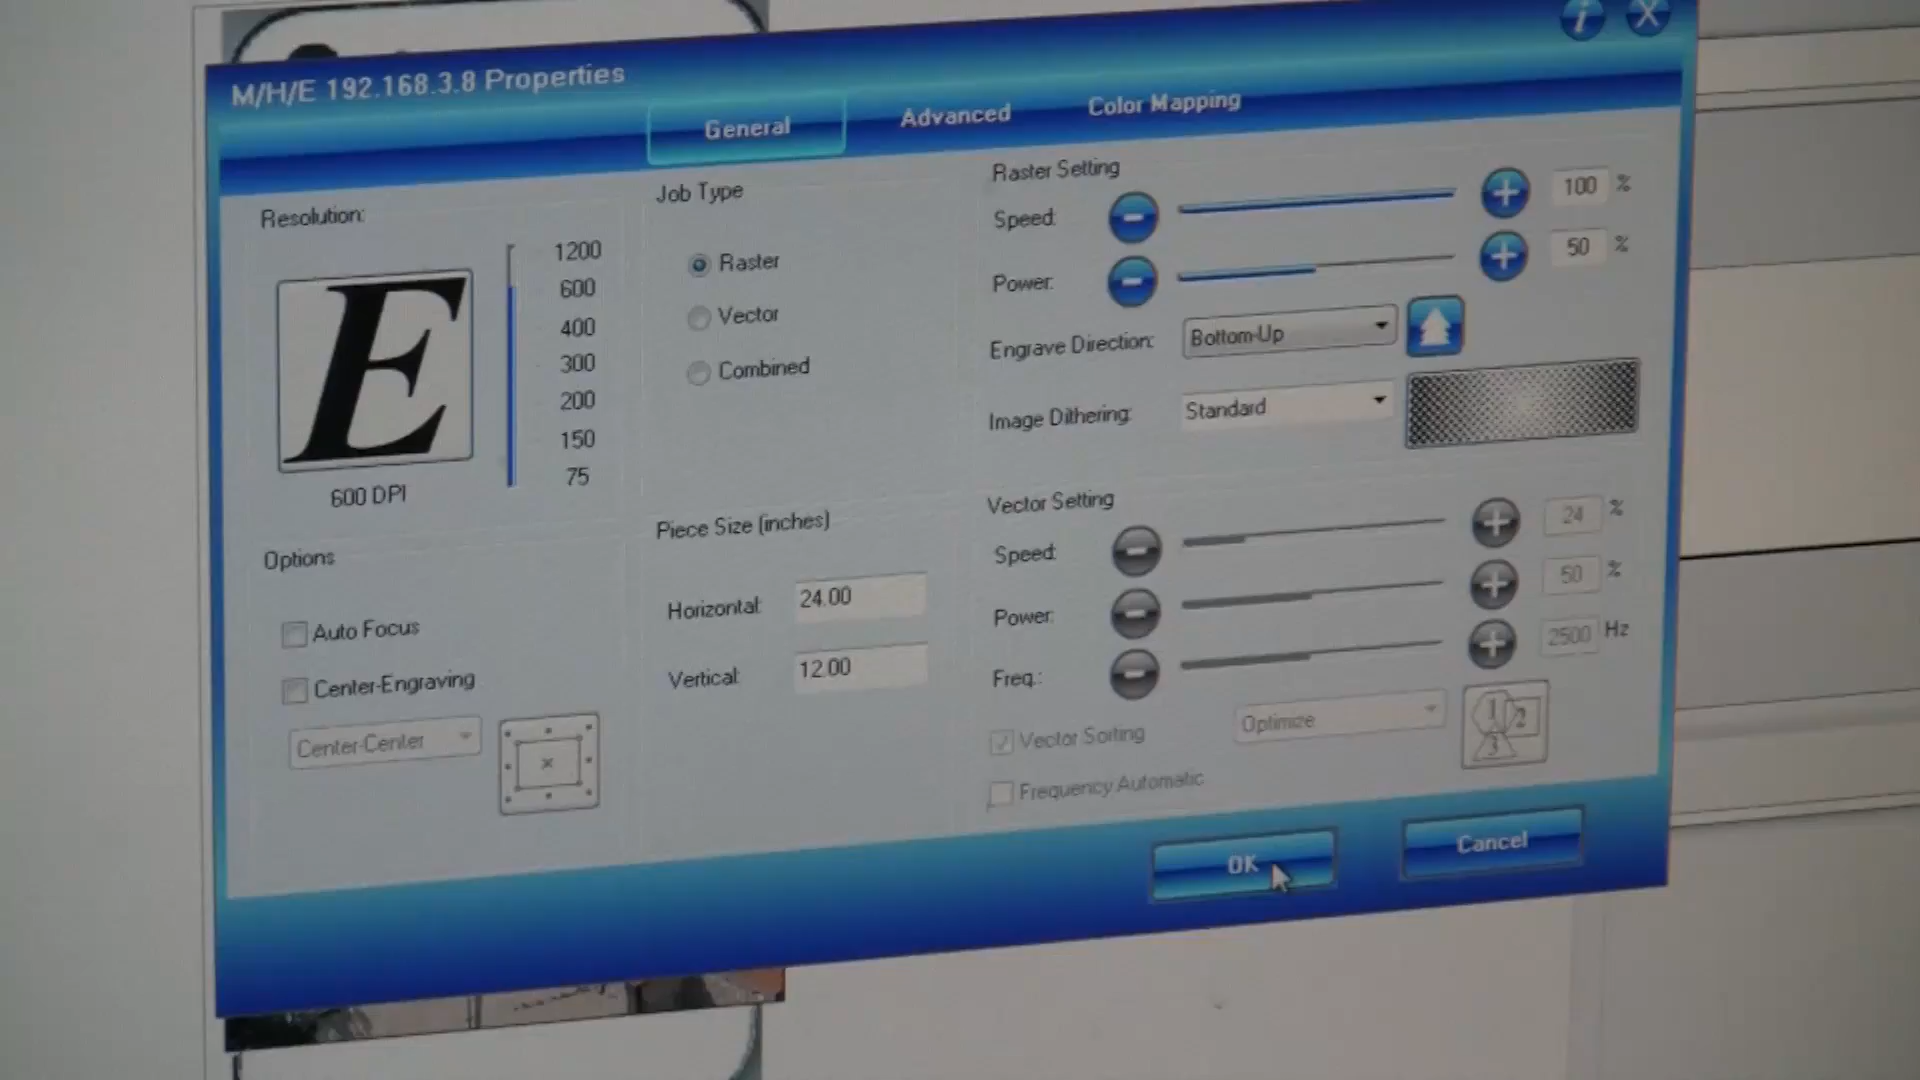 M/H/E 192.168.3.8 Properties
i X
General
Advanced
Color Mapping
Resolution:
E
600 DPI
1200
600
400
300
200
150
75
Job Type
Raster
Vector
Combined
Raster Setting
Speed: 100 %
Power: 50 %
Engrave Direction: Bottom-Up
Image Dithering: Standard
Options
Auto Focus
Center-Engraving
Center-Center
Piece Size (inches)
Horizontal: 24.00
Vertical: 12.00
Vector Setting
Speed: 24 %
Power: 50 %
Freq.: 2500 Hz
Vector Sorting Optimize
1 2
3
Frequency Automatic
OK
Cancel